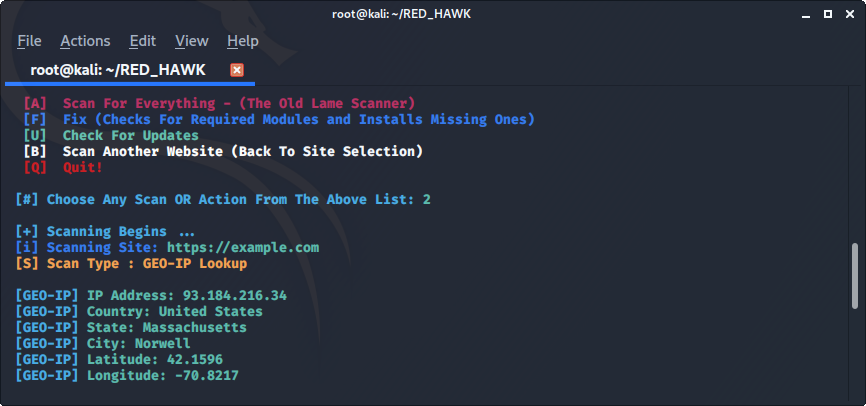 root@kali: ~/RED_HAWK
File Actions Edit View Help
root@kali: ~/RED_HAWK
[A] Scan For Everything - (The Old Lame Scanner)
[F] Fix (Checks For Required Modules and Installs Missing Ones)
[U] Check For Updates
[B] Scan Another Website (Back To Site Selection)
[Q] Quit!
[#] Choose Any Scan OR Action From The Above List: 2
[+] Scanning Begins ...
[i] Scanning Site: https://example.com
[S] Scan Type : GEO-IP Lookup
[GEO-IP] IP Address: 93.184.216.34
[GEO-IP] Country: United States
[GEO-IP] State: Massachusetts
[GEO-IP] City: Norwell
[GEO-IP] Latitude: 42.1596
[GEO-IP] Longitude: -70.8217